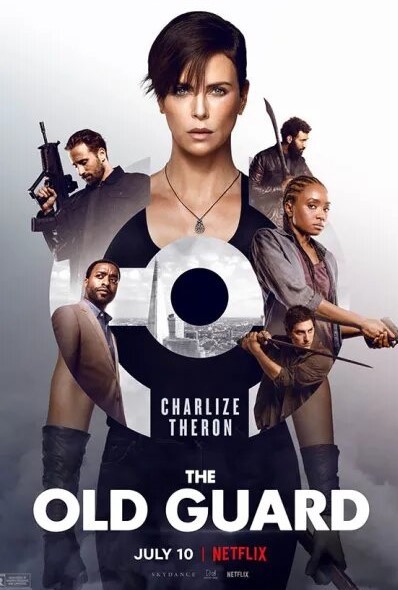 CHARLIZE
THERON
THE
OLD GUARD
JULY 10 | NETFLIX
SKYDANCE NETFLIX